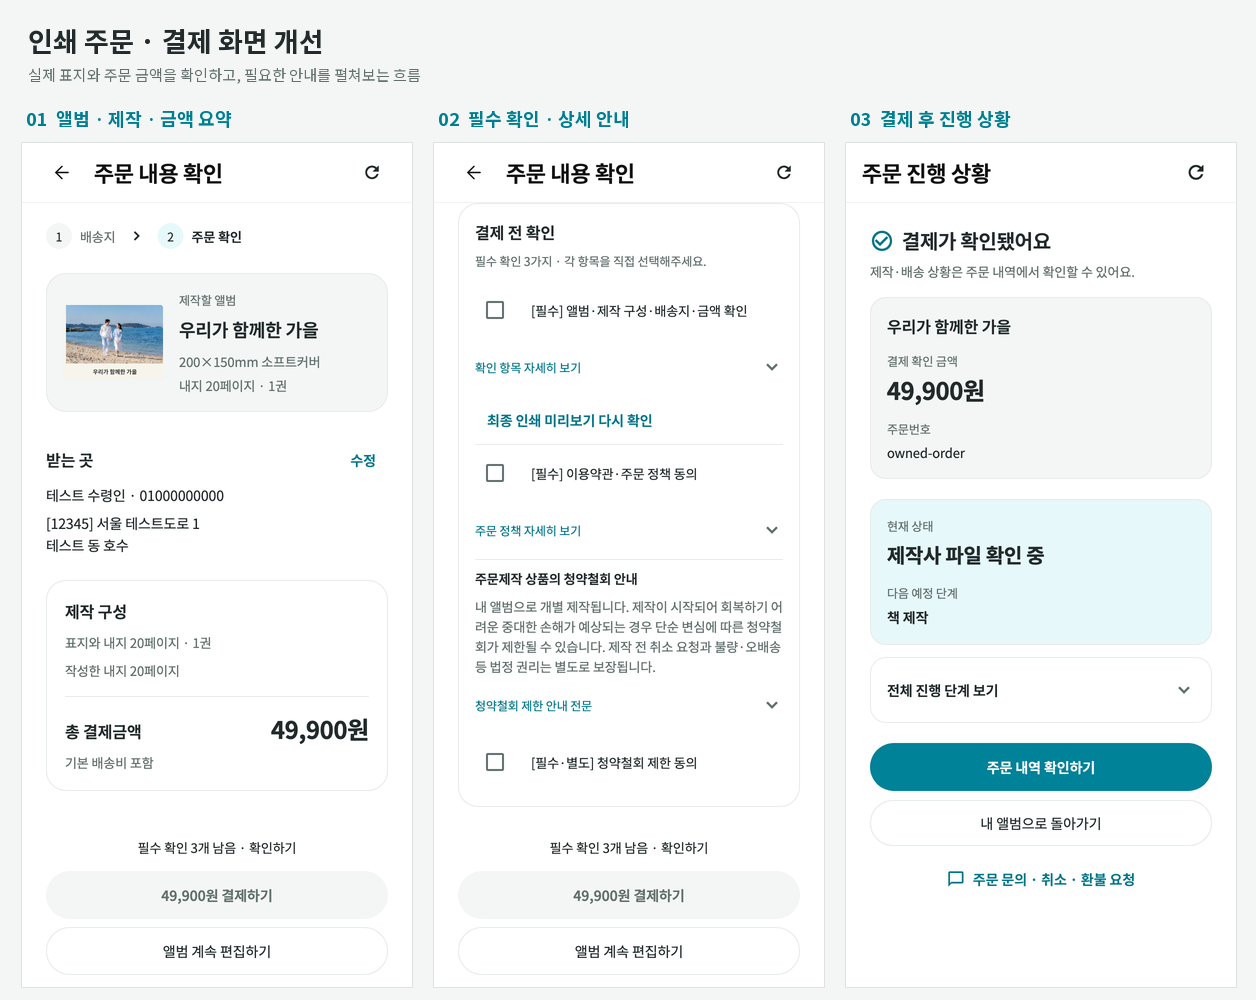 인쇄 주문 · 결제 화면 개선
실제 표지와 주문 금액을 확인하고, 필요한 안내를 펼쳐보는 흐름
01 앨범 · 제작 · 금액 요약
주문 내용 확인
1 배송지 2 주문 확인
제작할 앨범
우리가 함께한 가을
200×150mm 소프트커버
내지 20페이지 · 1권
우리가 함께한 가을
받는 곳
수정
테스트 수령인 · 01000000000
[12345] 서울 테스트도로 1
테스트 동 호수
제작 구성
표지와 내지 20페이지 · 1권
작성한 내지 20페이지
총 결제금액
49,900원
기본 배송비 포함
필수 확인 3개 남음 · 확인하기
49,900원 결제하기
앨범 계속 편집하기
02 필수 확인 · 상세 안내
주문 내용 확인
결제 전 확인
필수 확인 3가지 · 각 항목을 직접 선택해주세요.
[필수] 앨범·제작 구성·배송지·금액 확인
확인 항목 자세히 보기
최종 인쇄 미리보기 다시 확인
[필수] 이용약관·주문 정책 동의
주문 정책 자세히 보기
주문제작 상품의 청약철회 안내
내 앨범으로 개별 제작됩니다. 제작이 시작되어 회복하기 어
려운 중대한 손해가 예상되는 경우 단순 변심에 따른 청약철
회가 제한될 수 있습니다. 제작 전 취소 요청과 불량·오배송
등 법정 권리는 별도로 보장됩니다.
청약철회 제한 안내 전문
[필수·별도] 청약철회 제한 동의
필수 확인 3개 남음 · 확인하기
49,900원 결제하기
앨범 계속 편집하기
03 결제 후 진행 상황
주문 진행 상황
결제가 확인됐어요
제작·배송 상황은 주문 내역에서 확인할 수 있어요.
우리가 함께한 가을
결제 확인 금액
49,900원
주문번호
owned-order
현재 상태
제작사 파일 확인 중
다음 예정 단계
책 제작
전체 진행 단계 보기
주문 내역 확인하기
내 앨범으로 돌아가기
주문 문의 · 취소 · 환불 요청